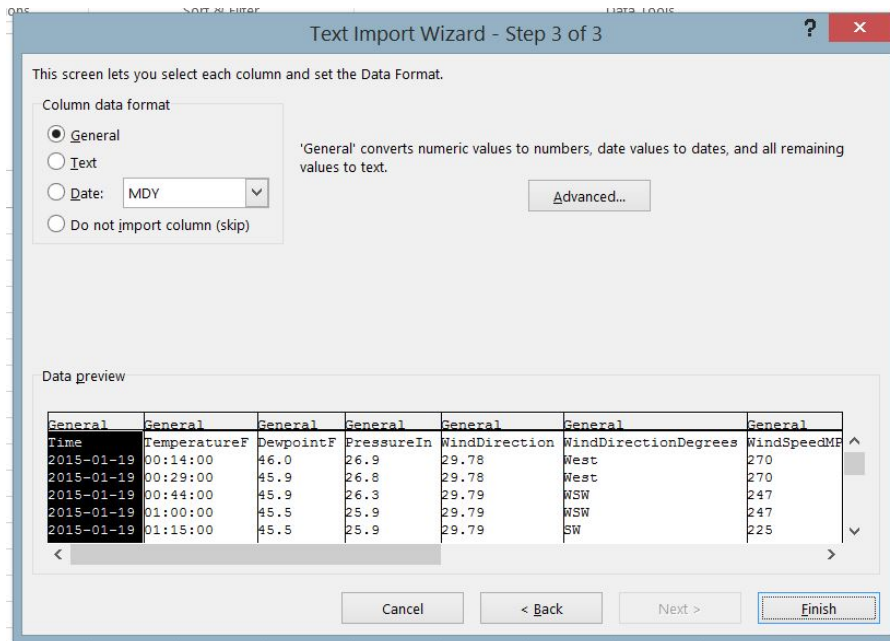 ons Sort & Filter Data Tools
Text Import Wizard - Step 3 of 3 ?
This screen lets you select each column and set the Data Format.
Column data format
General
Text
Date: MDY
Do not import column (skip)
'General' converts numeric values to numbers, date values to dates, and all remaining
values to text.
Advanced...
Data preview
General General General General General General General
Time TemperatureF DewpointF PressureIn WindDirection WindDirectionDegrees WindSpeedMP
2015-01-19 00:14:00 46.0 26.9 29.78 West 270
2015-01-19 00:29:00 45.9 26.8 29.78 West 270
2015-01-19 00:44:00 45.9 26.3 29.79 WSW 247
2015-01-19 01:00:00 45.5 25.9 29.79 WSW 247
2015-01-19 01:15:00 45.5 25.9 29.79 SW 225
Cancel < Back Next > Finish